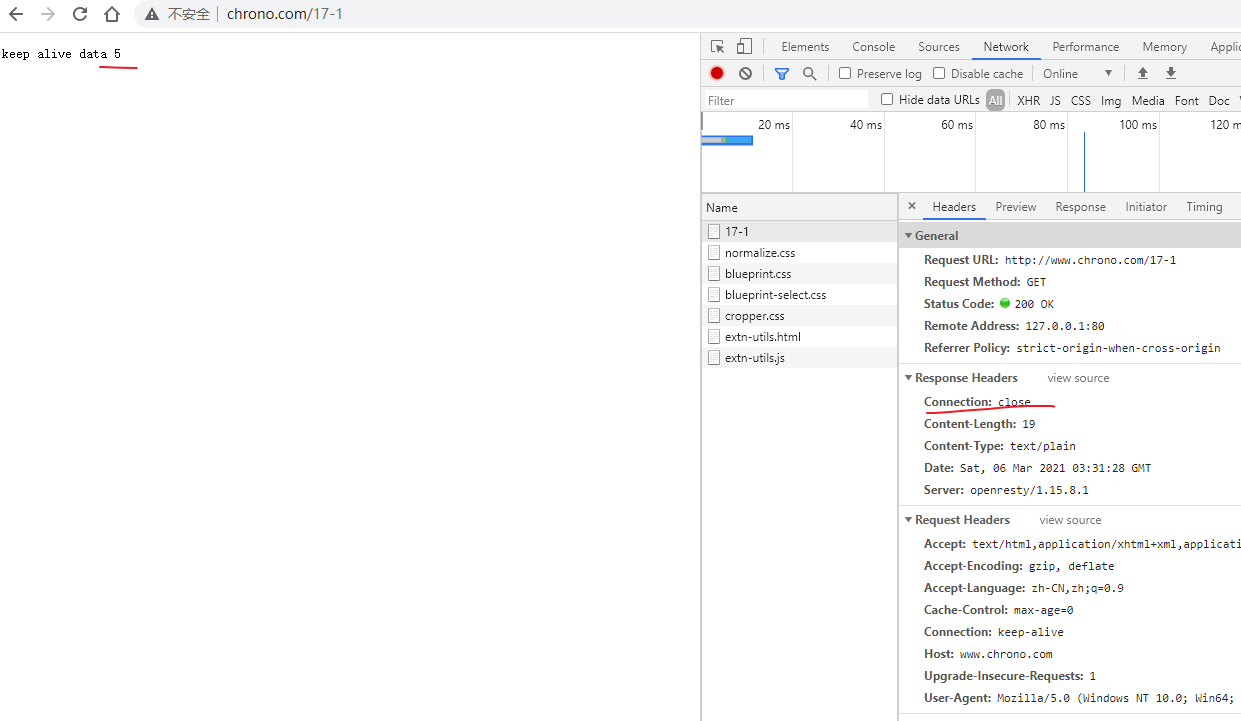 不安全 chrono.com/17-1
keep alive data 5
Elements Console Sources Network Performance Memory Applic
Preserve log Disable cache Online
Filter Hide data URLs All XHR JS CSS Img Media Font Doc
20 ms 40 ms 60 ms 80 ms 100 ms 120 m
Name
17-1
normalize.css
blueprint.css
blueprint-select.css
cropper.css
extn-utils.html
extn-utils.js
× Headers Preview Response Initiator Timing
General
Request URL: http://www.chrono.com/17-1
Request Method: GET
Status Code: 200 OK
Remote Address: 127.0.0.1:80
Referrer Policy: strict-origin-when-cross-origin
Response Headers view source
Connection: close
Content-Length: 19
Content-Type: text/plain
Date: Sat, 06 Mar 2021 03:31:28 GMT
Server: openresty/1.15.8.1
Request Headers view source
Accept: text/html,application/xhtml+xml,applicati
Accept-Encoding: gzip, deflate
Accept-Language: zh-CN,zh;q=0.9
Cache-Control: max-age=0
Connection: keep-alive
Host: www.chrono.com
Upgrade-Insecure-Requests: 1
User-Agent: Mozilla/5.0 (Windows NT 10.0; Win64;